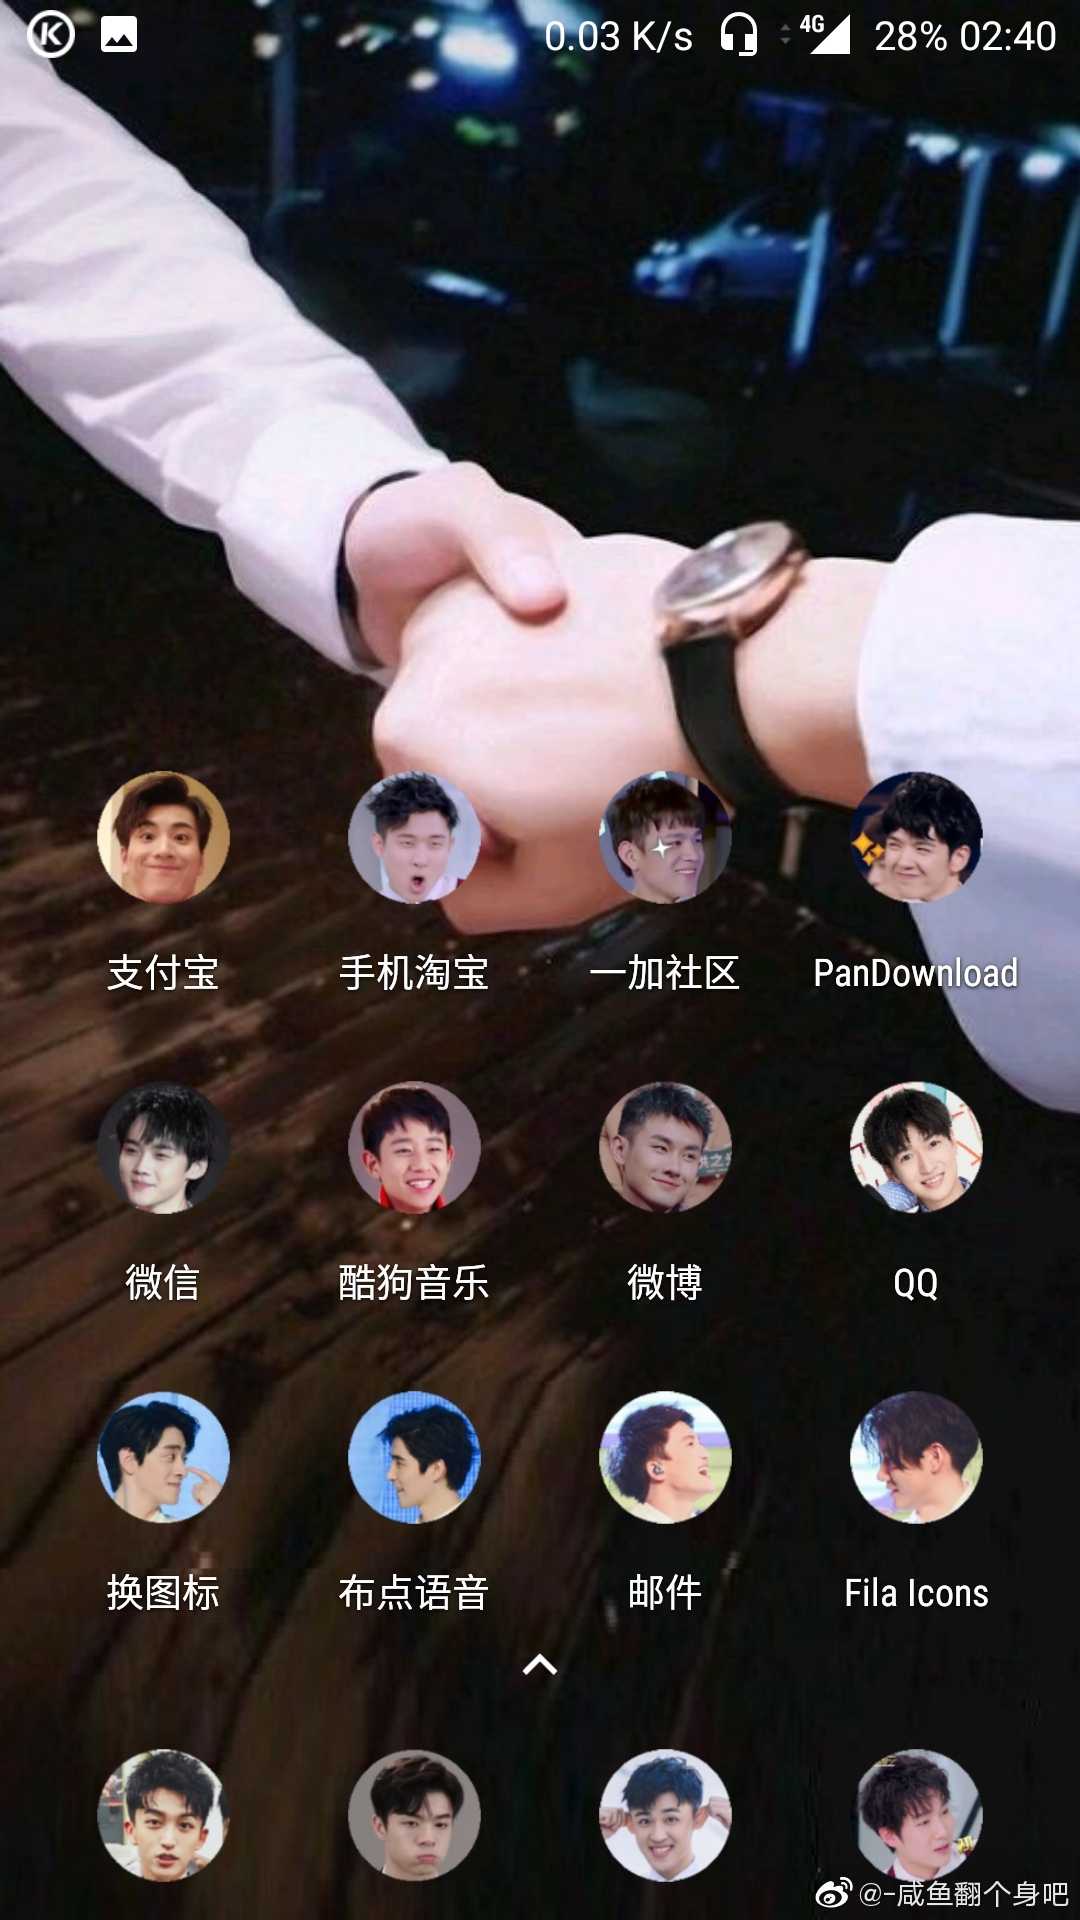 0.03 K/s 4G 28% 02:40
支付宝 手机淘宝 一加社区 PanDownload
微信 酷狗音乐 微博 QQ
换图标 布点语音 邮件 Fila Icons
@-咸鱼翻个身吧